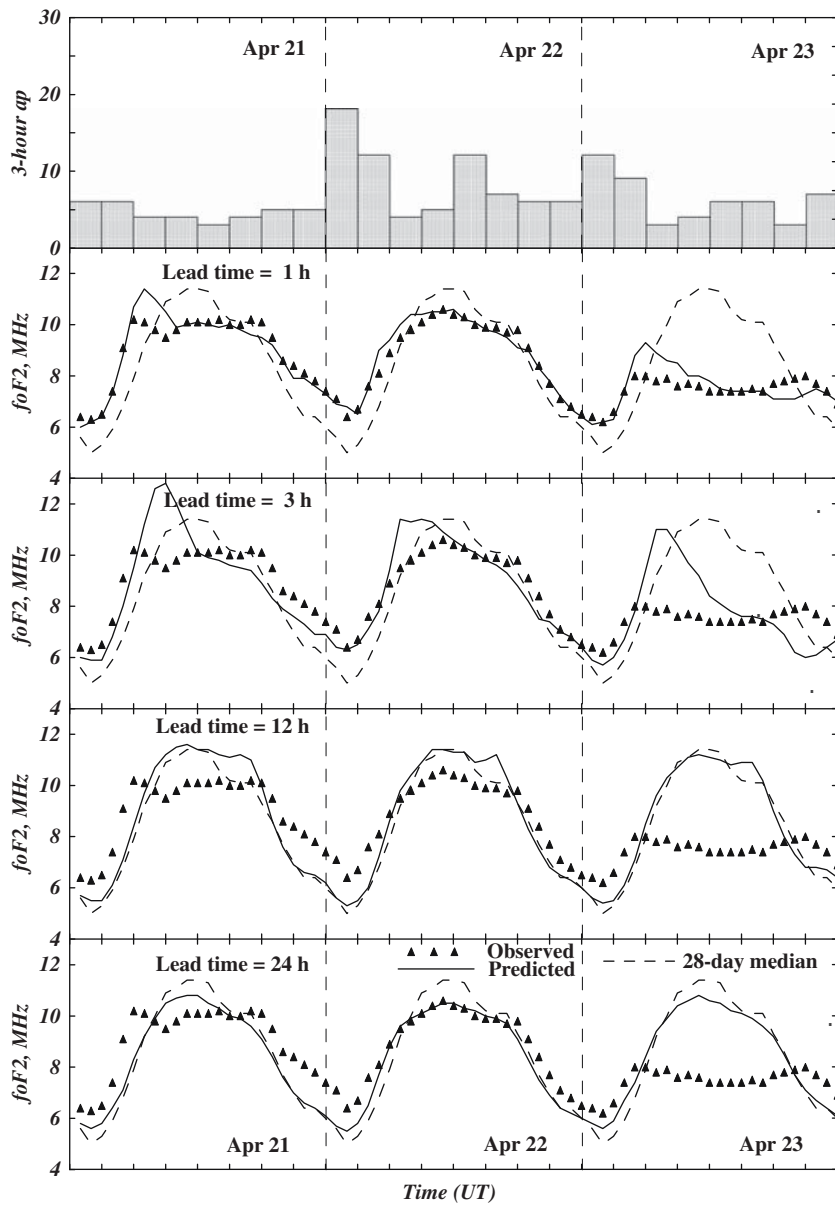 30
Apr 21
Apr 22
Apr 23
20
10
0
3-hour ap
Lead time = 1 h
12
10
8
6
4
foF2, MHz
Lead time = 3 h
12
10
8
6
4
foF2, MHz
Lead time = 12 h
12
10
8
6
4
foF2, MHz
Lead time = 24 h
Observed
Predicted
28-day median
12
10
8
6
4
foF2, MHz
Apr 21
Apr 22
Apr 23
Time (UT)